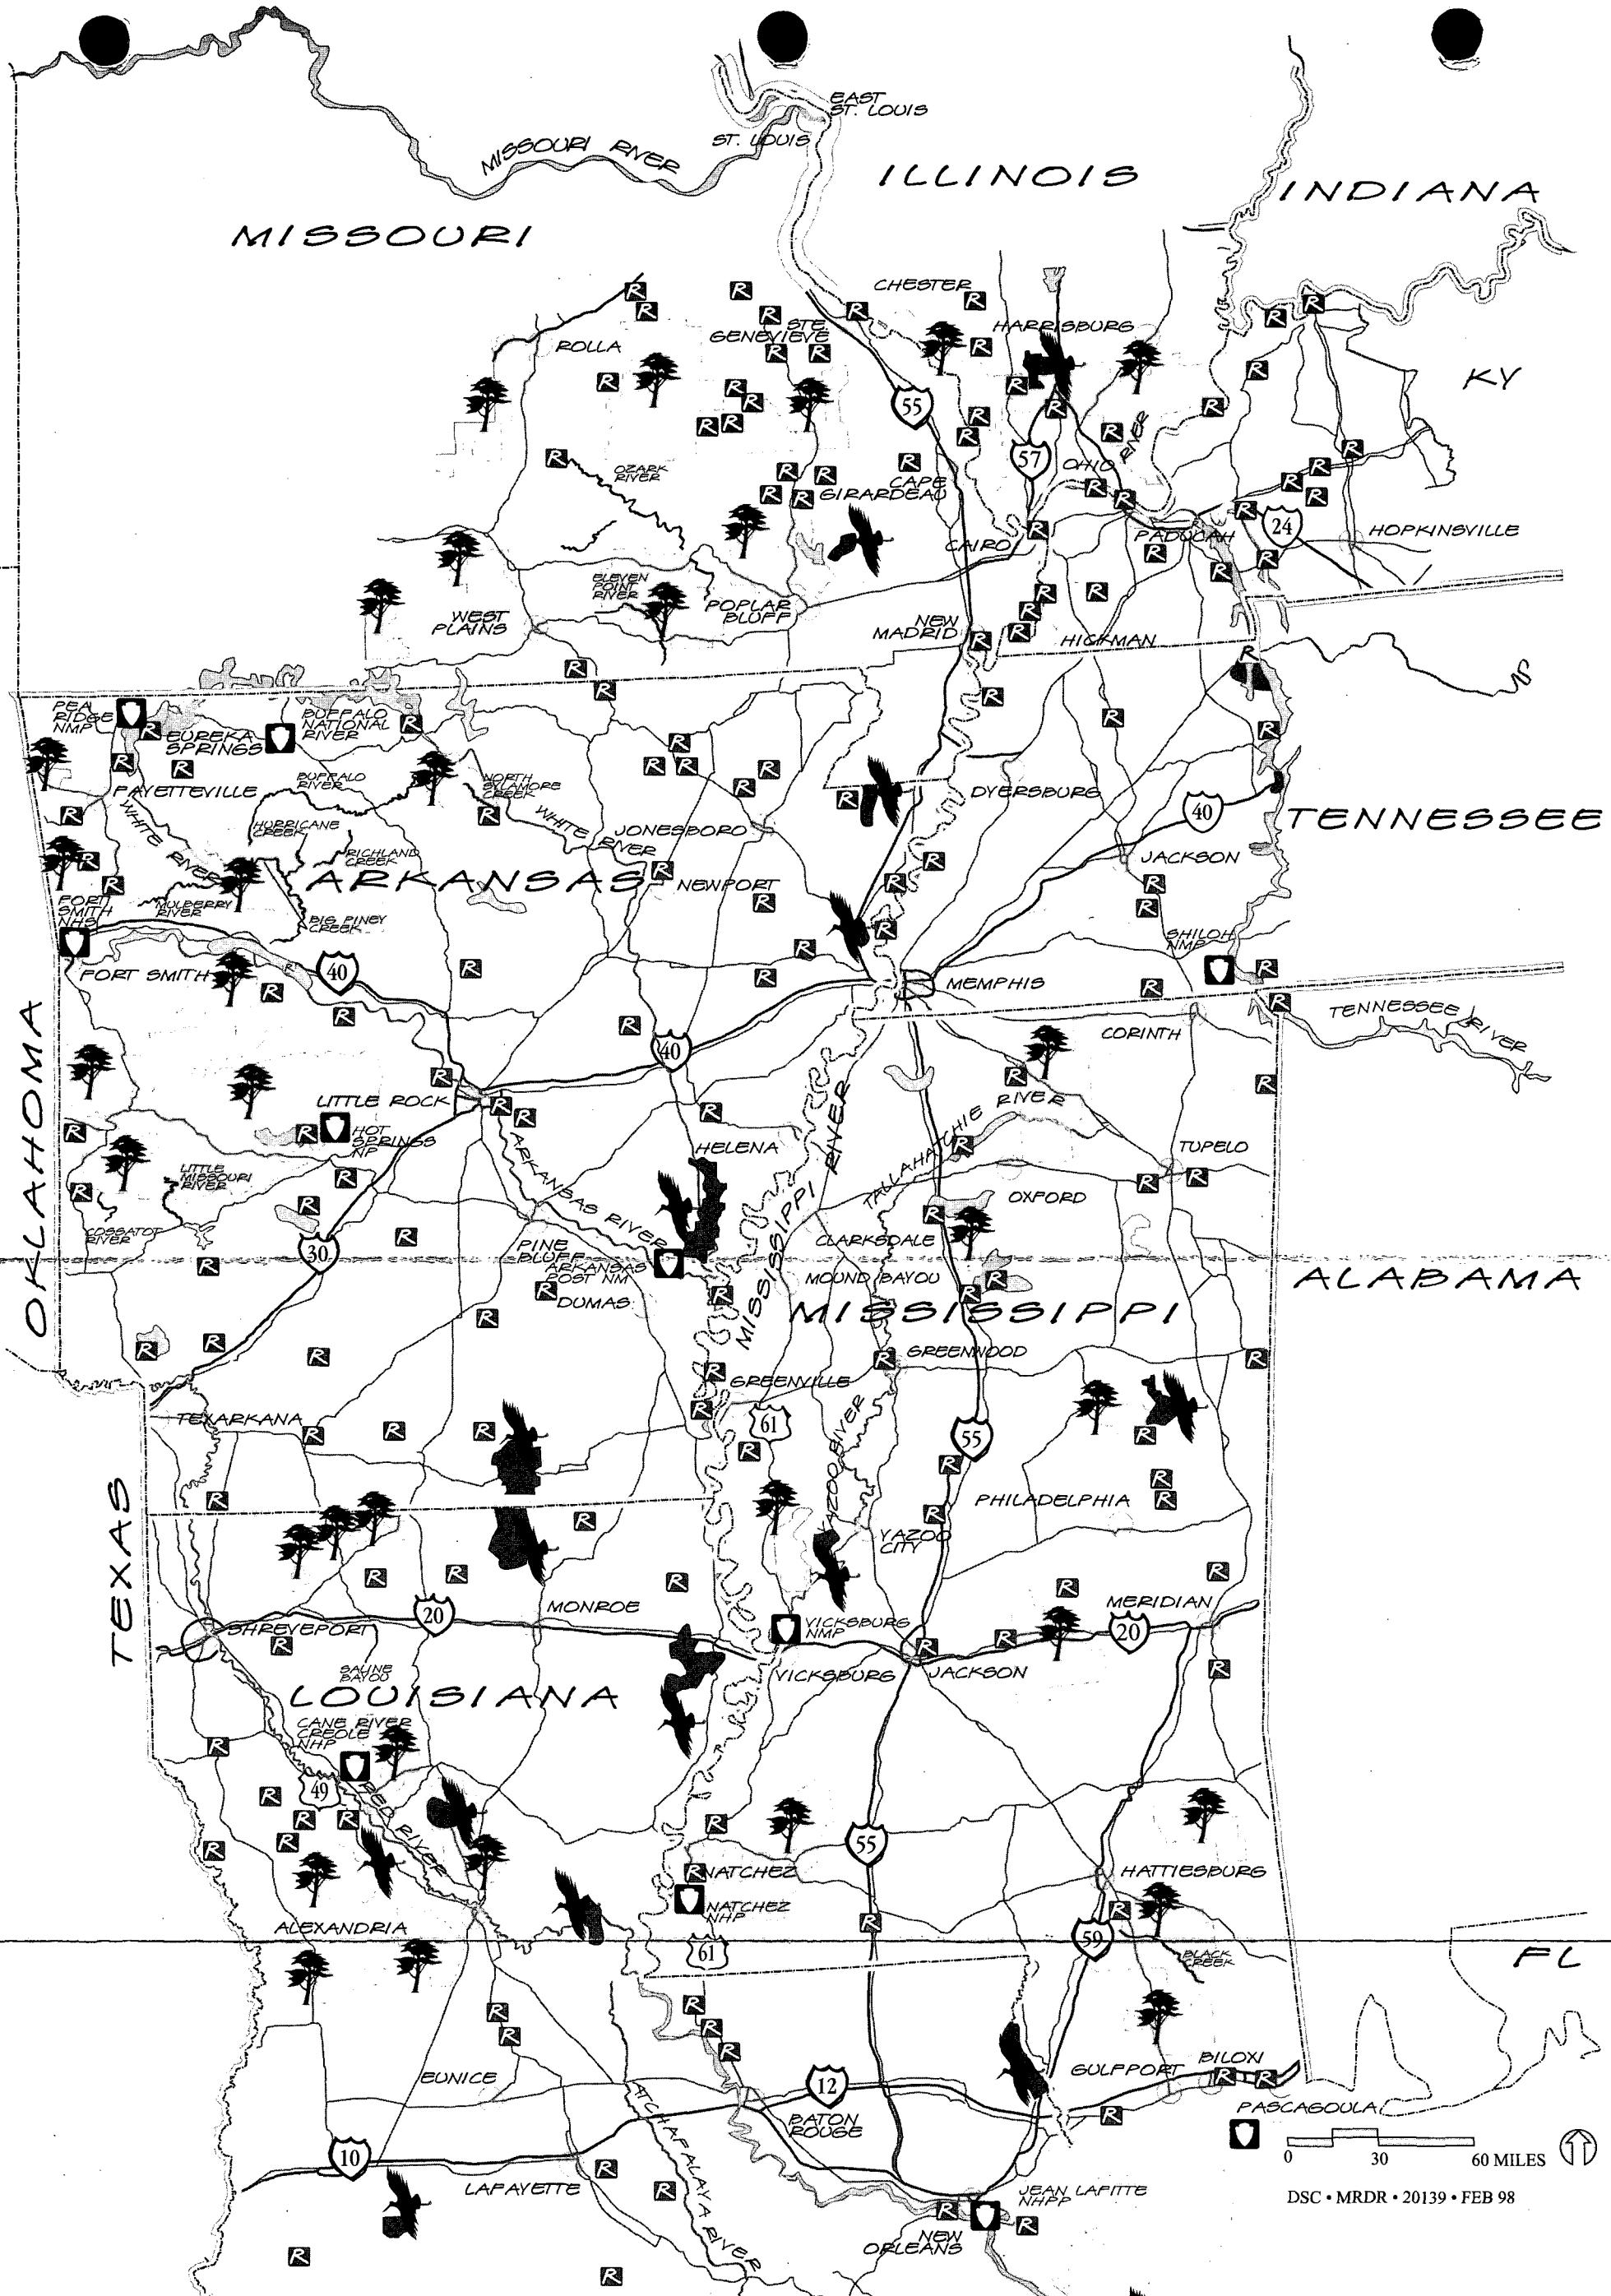 EAST
ST. LOUIS
ST. LOUIS
MISSOURI RIVER
ILLINOIS
INDIANA
MISSOURI
CHESTER
STE.
GENEVIEVE
HARRISBURG
ROLLA
KY
55
57
OHIO RIVER
OZARK
RIVER
CAPE
GIRARDEAU
24
HOPKINSVILLE
CAIRO
PADUCAH
ELEVEN
POINT
RIVER
POPLAR
BLUFF
WEST
PLAINS
NEW
MADRID
HICKMAN
PEA
RIDGE
NMP
EUREKA
SPRINGS
BUFFALO
NATIONAL
RIVER
FAYETTEVILLE
BUFFALO
RIVER
NORTH
SYLAMORE
CREEK
DYERSBURG
40
TENNESSEE
WHITE RIVER
HURRICANE
CREEK
RICHLAND
CREEK
WHITE
RIVER
JONESBORO
JACKSON
ARKANSAS
NEWPORT
FORT
SMITH
NHS
MULBERRY
RIVER
BIG PINEY
CREEK
SHILOH
NMP
FORT SMITH
40
MEMPHIS
TENNESSEE RIVER
CORINTH
OKLAHOMA
40
LITTLE ROCK
HOT
SPRINGS
NP
HELENA
MISSISSIPPI RIVER
TALLAHATCHIE RIVER
TUPELO
LITTLE
MISSOURI
RIVER
ARKANSAS RIVER
OXFORD
COSSATOT
RIVER
30
CLARKSDALE
PINE
BLUFF
ARKANSAS
POST NM
MOUND BAYOU
ALABAMA
DUMAS
MISSISSIPPI
GREENWOOD
GREENVILLE
TEXARKANA
61
YAZOO RIVER
55
TEXAS
PHILADELPHIA
YAZOO
CITY
20
MONROE
MERIDIAN
SHREVEPORT
VICKSBURG
NMP
20
SALINE
BAYOU
VICKSBURG
JACKSON
LOUISIANA
CANE RIVER
CREOLE
NHP
49
RED RIVER
55
NATCHEZ
HATTIESBURG
NATCHEZ
NHP
ALEXANDRIA
61
59
BLACK
CREEK
FL
EUNICE
12
GULFPORT
BILOXI
BATON
ROUGE
PASCAGOULA
10
ATCHAFALAYA RIVER
0 30 60 MILES
LAFAYETTE
JEAN LAFITTE
NHPP
DSC • MRDR • 20139 • FEB 98
NEW
ORLEANS